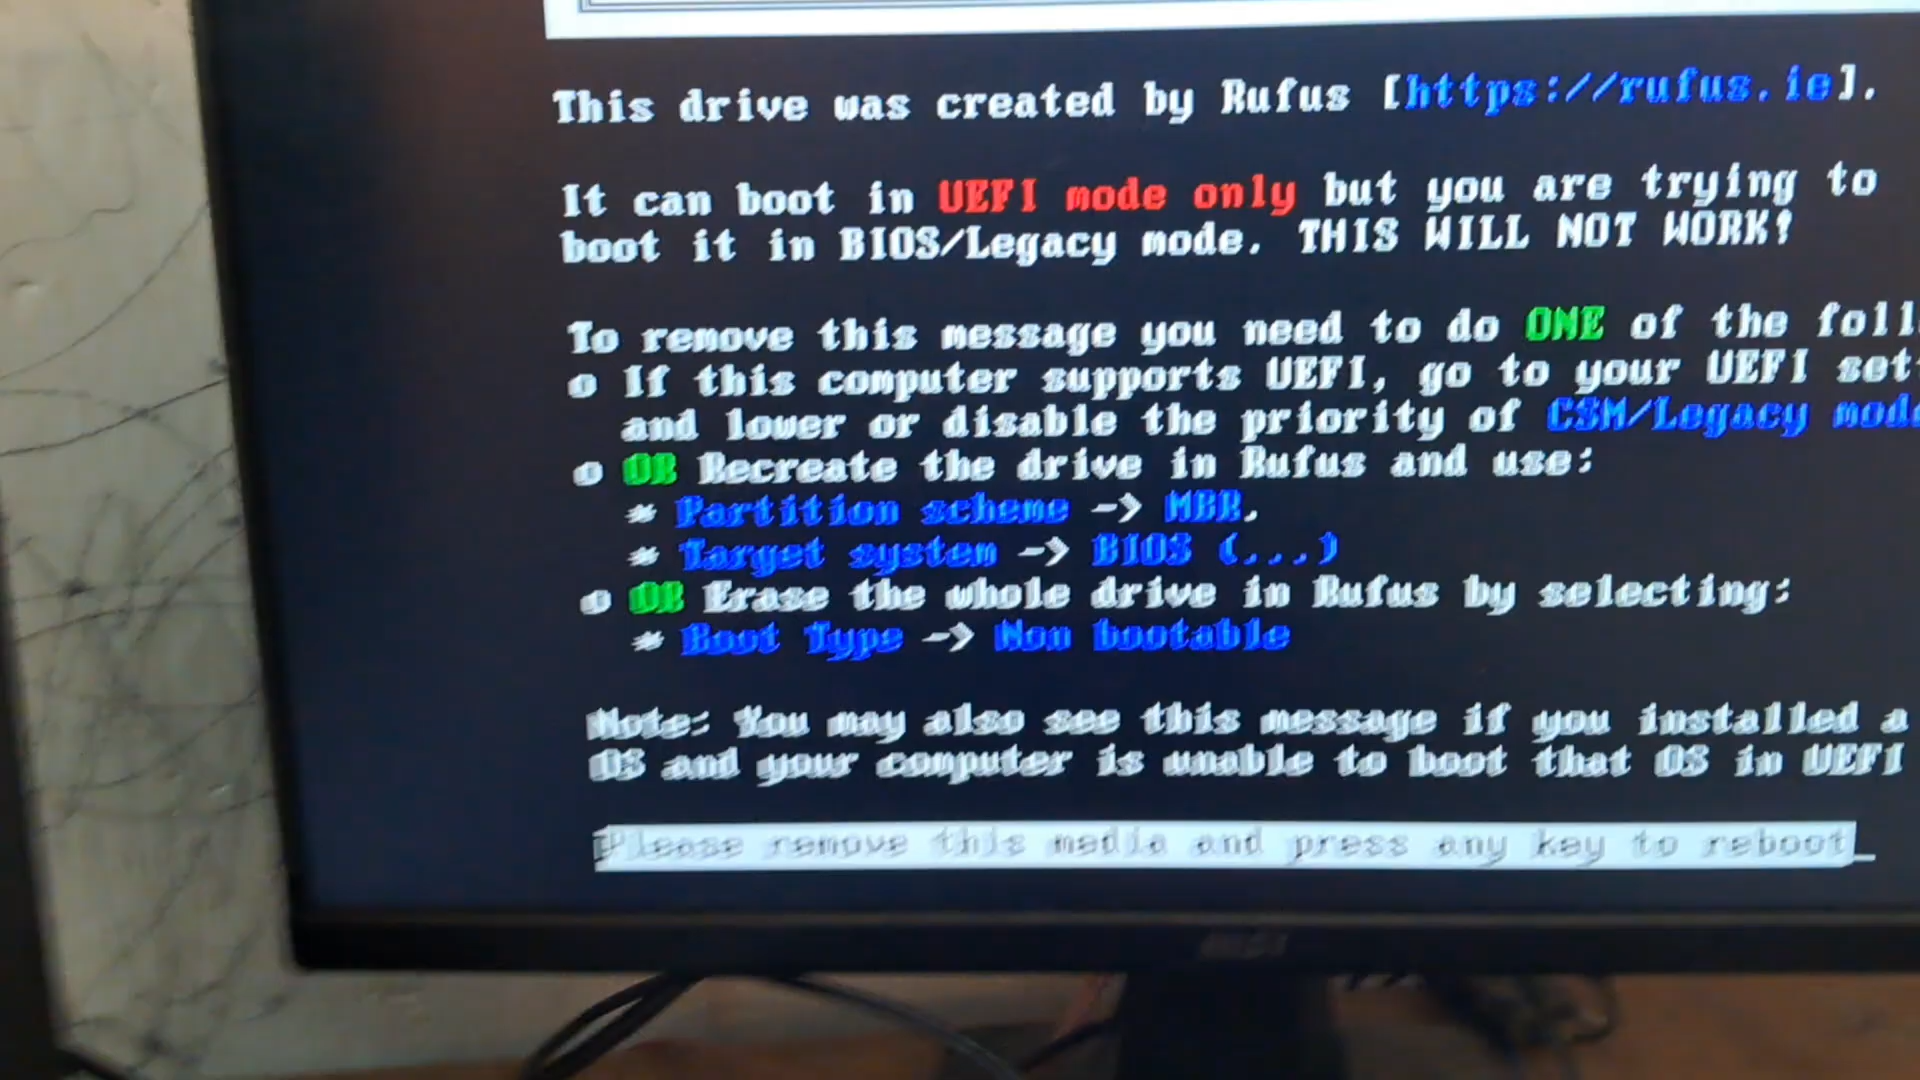 This drive was created by Rufus [https://rufus.ie].
It can boot in UEFI mode only but you are trying to
boot it in BIOS/Legacy mode. THIS WILL NOT WORK!
To remove this message you need to do ONE of the foll
o If this computer supports UEFI, go to your UEFI set
and lower or disable the priority of CSM/Legacy mode
o OR Recreate the drive in Rufus and use:
* Partition scheme -> MBR.
* Target system -> BIOS (...)
o OR Erase the whole drive in Rufus by selecting:
* Boot Type -> Non bootable
Note: You may also see this message if you installed a
OS and your computer is unable to boot that OS in UEFI
Please remove this media and press any key to reboot_